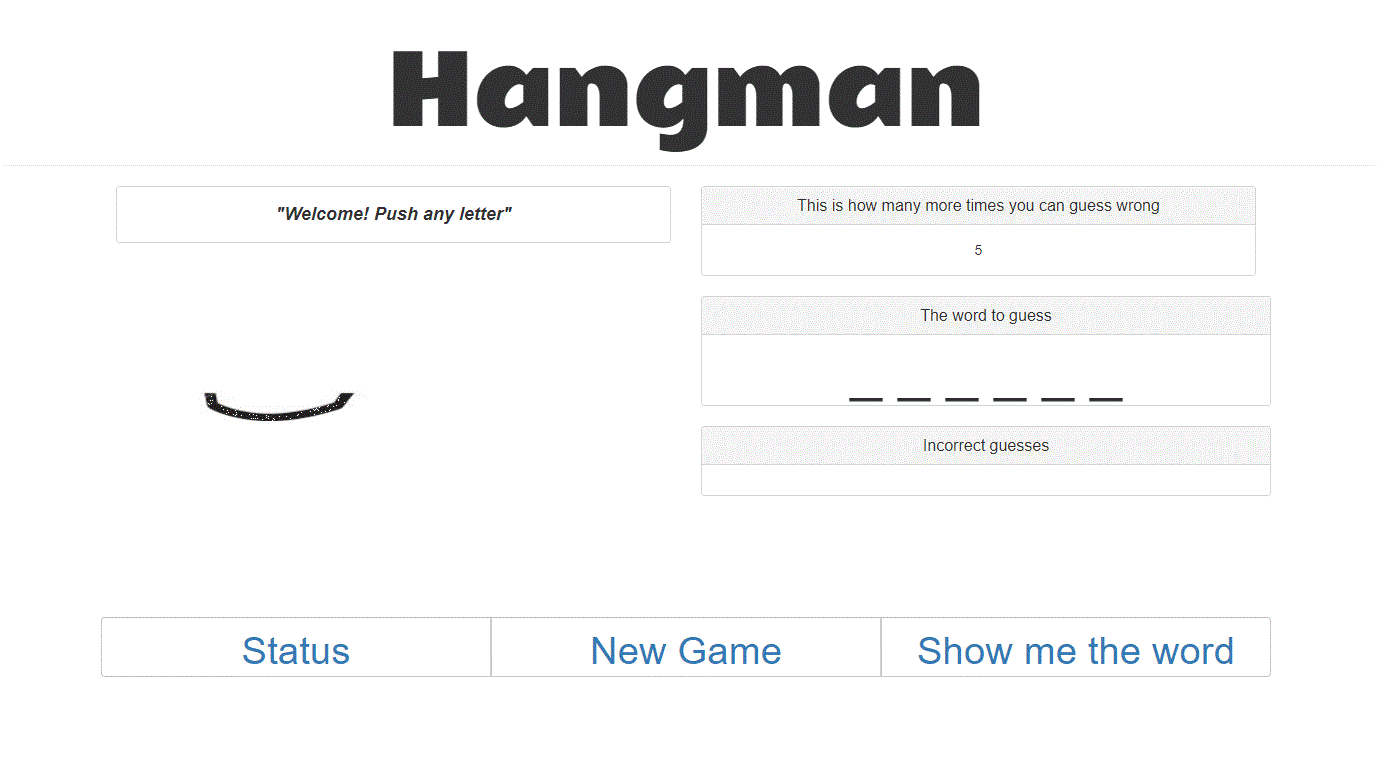 Hangman
"Welcome! Push any letter"
This is how many more times you can guess wrong
5
The word to guess
_ _ _ _ _ _
Incorrect guesses
Status
New Game
Show me the word